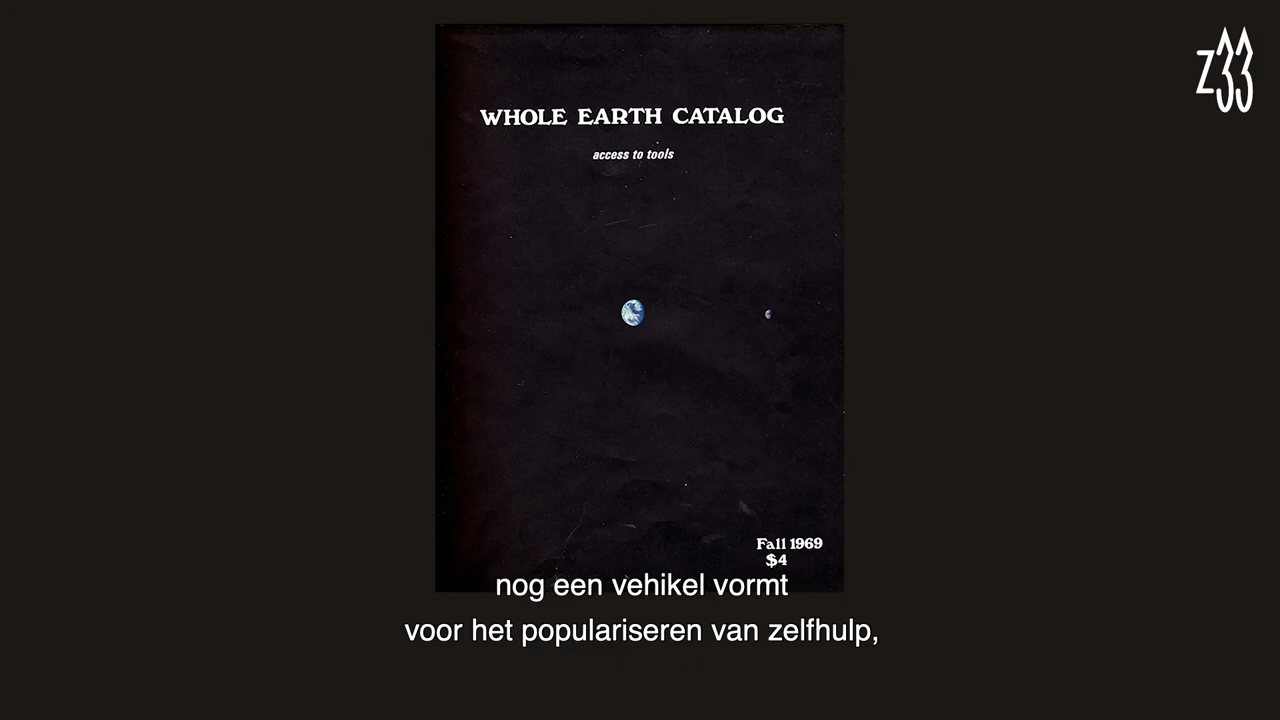 WHOLE EARTH CATALOG
access to tools
z33
Fall 1969
$4
nog een vehikel vormt
voor het populariseren van zelfhulp,